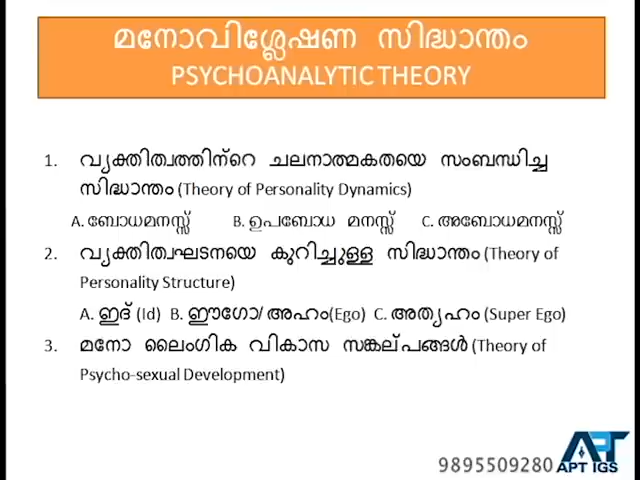 മനോവിശ്ലേഷണ സിദ്ധാന്തം
PSYCHOANALYTIC THEORY
1. വ്യക്തിത്വത്തിന്റെ ചലനാത്മകതയെ സംബന്ധിച്ച
സിദ്ധാന്തം (Theory of Personality Dynamics)
A. ബോധമനസ്സ് B. ഉപബോധ മനസ്സ് C. അബോധമനസ്സ്
2. വ്യക്തിത്വഘടനയെ കുറിച്ചുള്ള സിദ്ധാന്തം (Theory of
Personality Structure)
A. ഇദ് (Id) B. ഈഗോ/ അഹം(Ego) C. അത്യഹം (Super Ego)
3. മനോ ലൈംഗിക വികാസ സങ്കല്പങ്ങൾ (Theory of
Psycho-sexual Development)
9895509280
APT
APT IGS